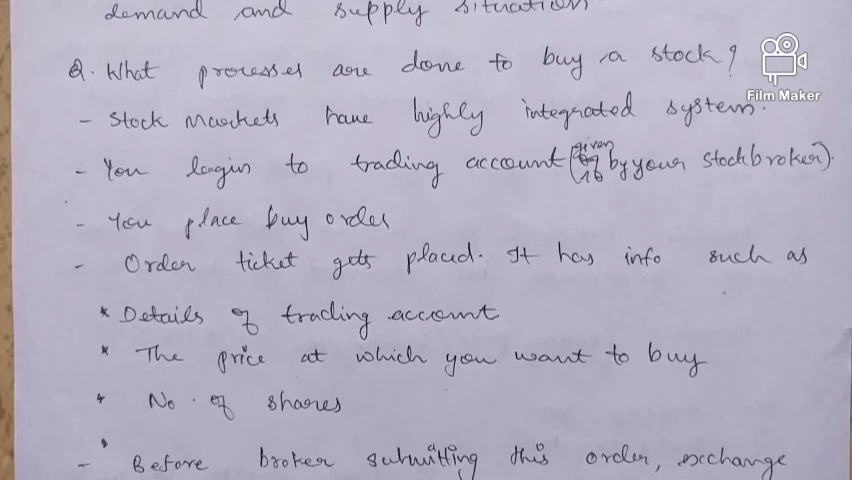 demand and supply situation
Q. What processes are done to buy a stock?
Film Maker
- Stock markets have highly integrated system.
- You login to trading account (given by your stockbroker).
- You place buy order
- Order ticket gets placed. It has info such as
* Details of trading account
* The price at which you want to buy
* No. of shares
- Before broker submitting this order, exchange